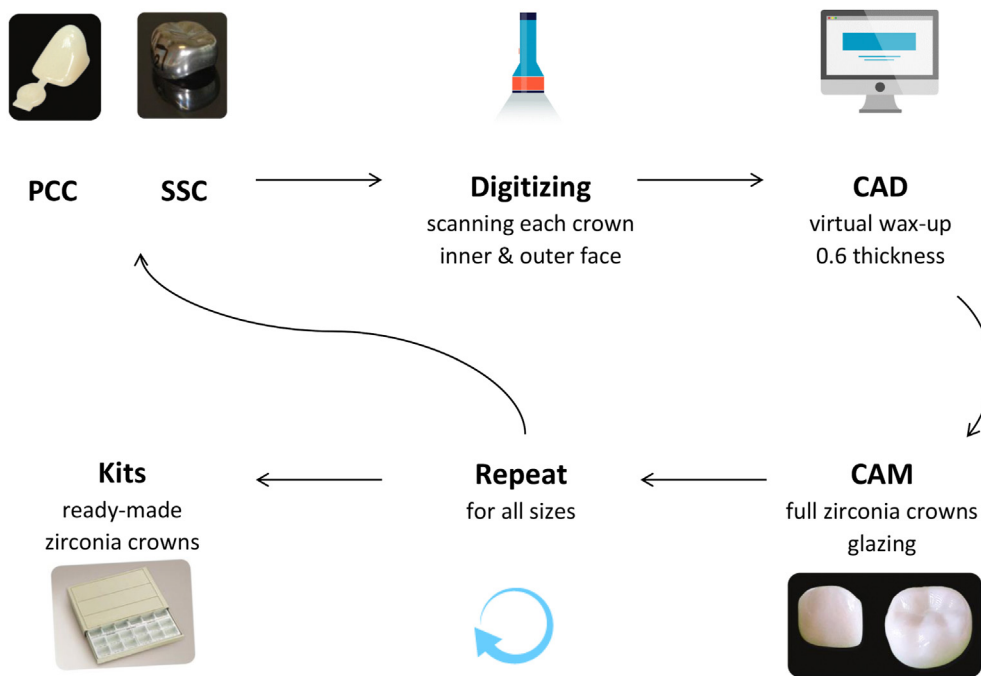 PCC
SSC
Digitizing
scanning each crown
inner & outer face
CAD
virtual wax-up
0.6 thickness
Kits
ready-made
zirconia crowns
Repeat
for all sizes
CAM
full zirconia crowns
glazing